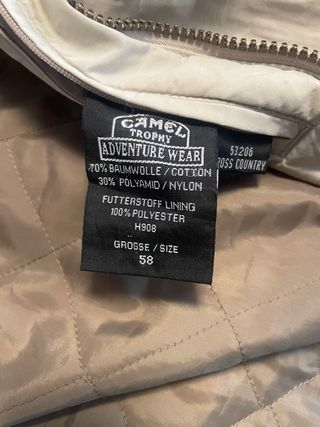 CAMEL
TROPHY
ADVENTURE WEAR
70% BAUMWOLLE / COTTON
30% POLYAMID / NYLON
FUTTERSTOFF LINING
100% POLYESTER
H908
GRÖSSE / SIZE
58
53206
ROSS COUNTRY